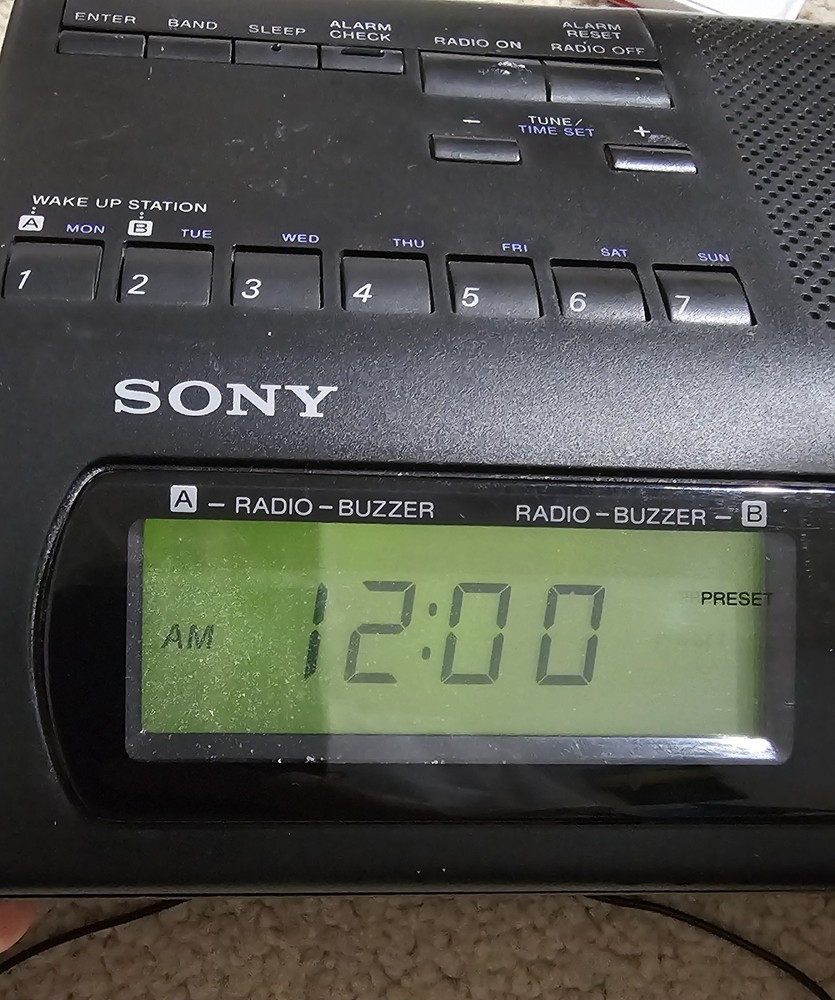 ENTER BAND SLEEP ALARM CHECK RADIO ON ALARM RESET RADIO OFF
− TUNE/ TIME SET +
WAKE UP STATION
A MON B TUE WED THU FRI SAT SUN
1 2 3 4 5 6 7
SONY
A – RADIO – BUZZER RADIO – BUZZER – B
PRESET
AM 12:00